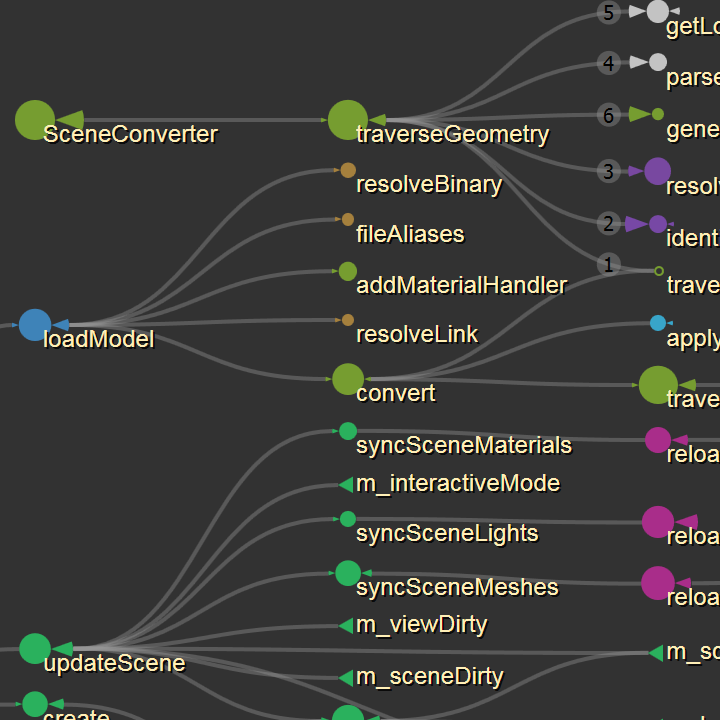 5
getLo
4
parse
SceneConverter
traverseGeometry
6
gene
3
resolv
resolveBinary
2
ident
fileAliases
1
trave
addMaterialHandler
loadModel
resolveLink
apply
convert
trave
syncSceneMaterials
reloa
m_interactiveMode
syncSceneLights
reloa
syncSceneMeshes
reloa
m_viewDirty
updateScene
m_sc
m_sceneDirty
create